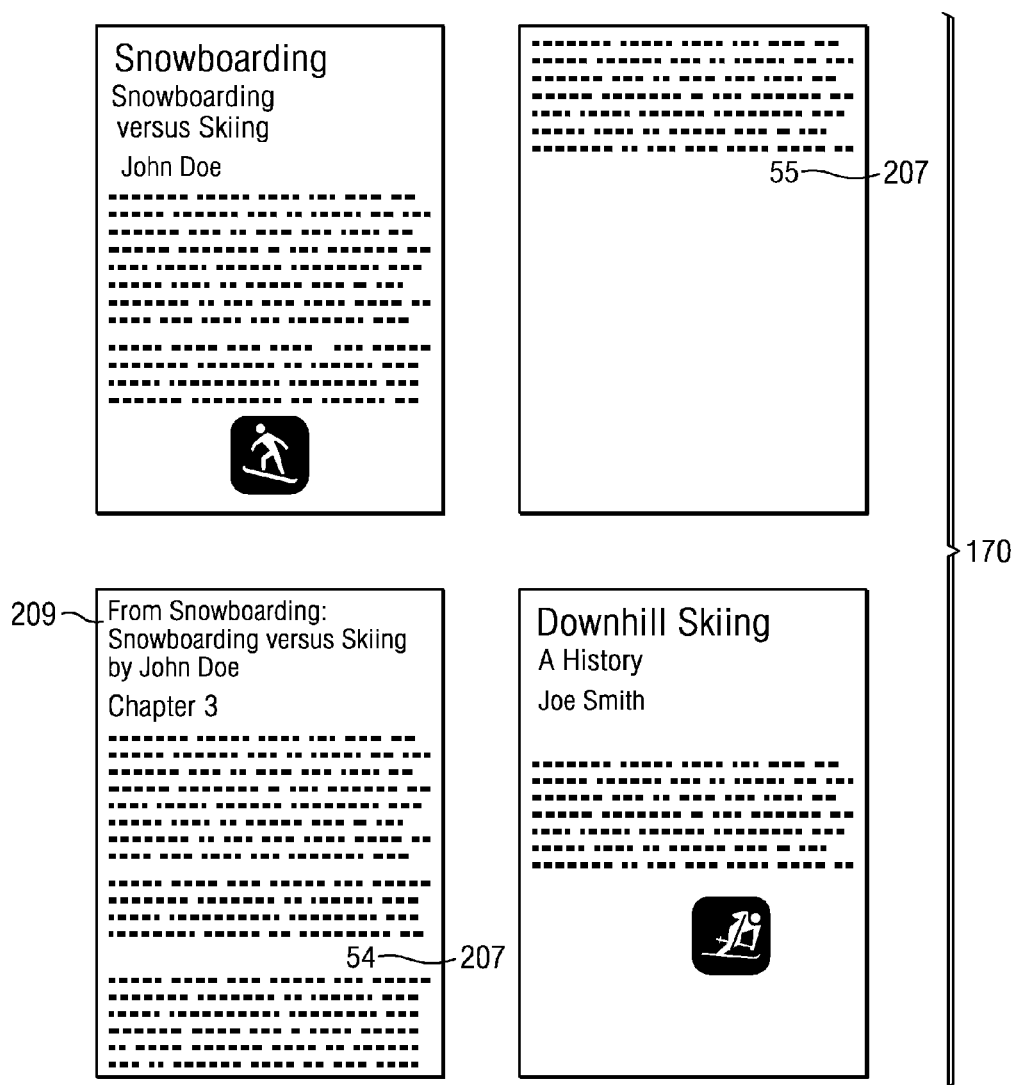 Snowboarding
Snowboarding
versus Skiing
John Doe
55
207
170
209
From Snowboarding:
Snowboarding versus Skiing
by John Doe
Chapter 3
54
207
Downhill Skiing
A History
Joe Smith